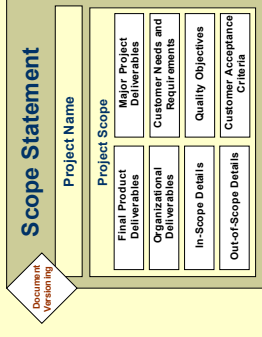 Document
Versioning
Scope Statement
Project Name
Project Scope
Final Product
Deliverables
Major Project
Deliverables
Organizational
Deliverables
Customer Needs and
Requirements
In-Scope Details
Quality Objectives
Out-of-Scope Details
Customer Acceptance
Criteria